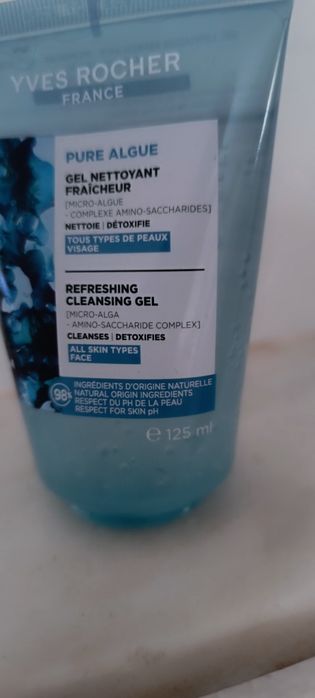 YVES ROCHER
FRANCE
PURE ALGUE
GEL NETTOYANT
FRAÎCHEUR
[MICRO-ALGUE
- COMPLEXE AMINO-SACCHARIDES]
NETTOIE | DÉTOXIFIE
TOUS TYPES DE PEAUX
VISAGE
REFRESHING
CLEANSING GEL
[MICRO-ALGA
- AMINO-SACCHARIDE COMPLEX]
CLEANSES | DETOXIFIES
ALL SKIN TYPES
FACE
98%
INGRÉDIENTS D'ORIGINE NATURELLE
NATURAL ORIGIN INGREDIENTS
RESPECT DU PH DE LA PEAU
RESPECT FOR SKIN pH
℮ 125 ml